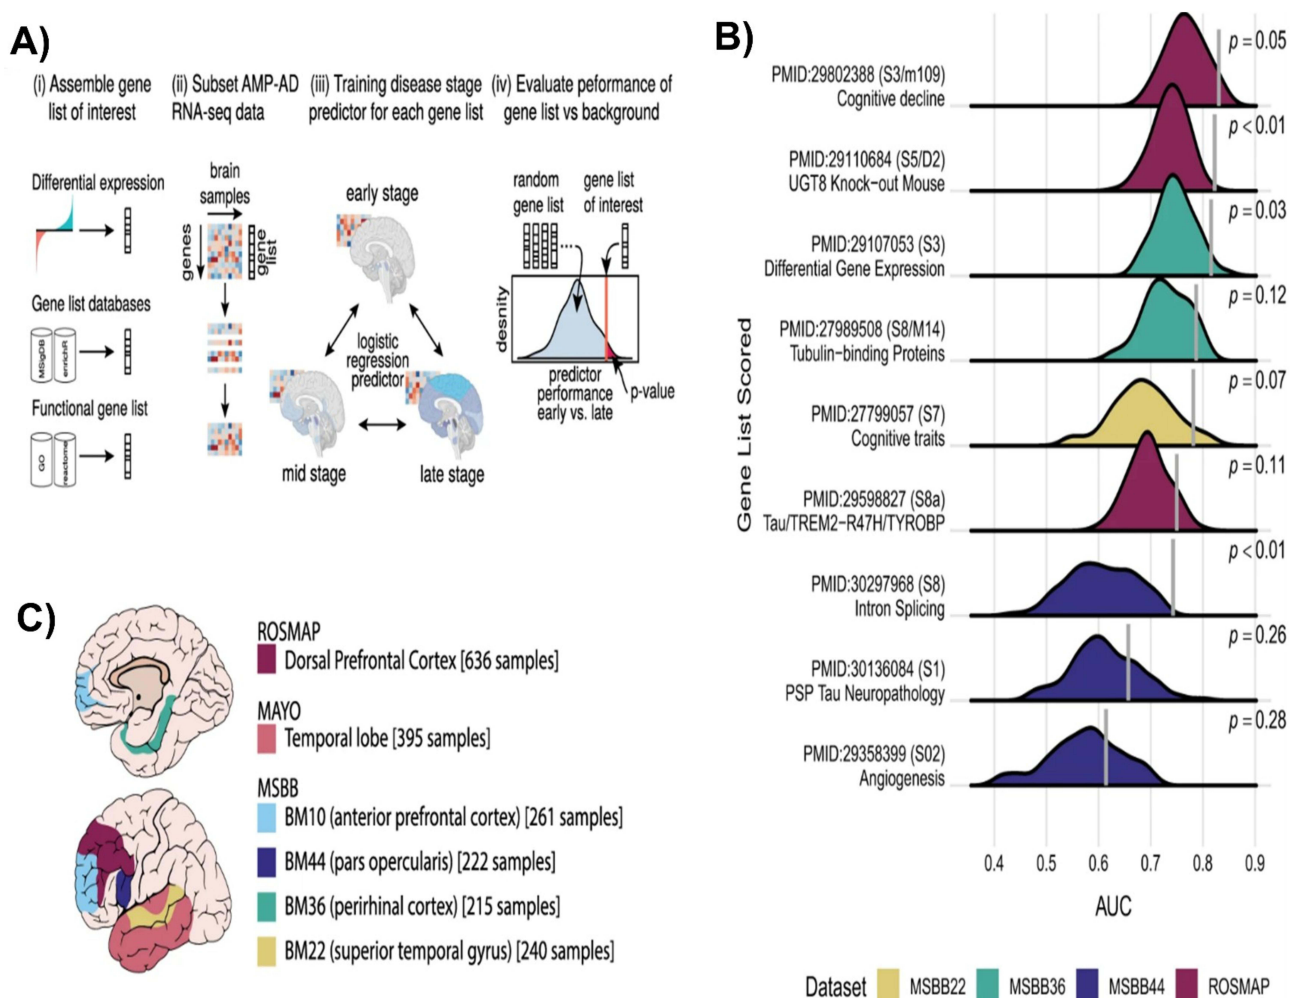 A)
(i) Assemble gene
list of interest
(ii) Subset AMP-AD
RNA-seq data
(iii) Training disease stage
predictor for each gene list
(iv) Evaluate peformance of
gene list vs background
Differential expression
Gene list databases
MSigDB
enrichR
Functional gene list
GO
reactome
brain
samples
genes
gene
list
early stage
logistic
regression
predictor
mid stage
late stage
random
gene list
gene list
of interest
desnity
predictor
performance
early vs. late
p-value
B)
Gene List Scored
PMID:29802388 (S3/m109)
Cognitive decline
p = 0.05
PMID:29110684 (S5/D2)
UGT8 Knock−out Mouse
p < 0.01
PMID:29107053 (S3)
Differential Gene Expression
p = 0.03
PMID:27989508 (S8/M14)
Tubulin-binding Proteins
p = 0.12
PMID:27799057 (S7)
Cognitive traits
p = 0.07
PMID:29598827 (S8a)
Tau/TREM2−R47H/TYROBP
p = 0.11
PMID:30297968 (S8)
Intron Splicing
p < 0.01
PMID:30136084 (S1)
PSP Tau Neuropathology
p = 0.26
PMID:29358399 (S02)
Angiogenesis
p = 0.28
0.4 0.5 0.6 0.7 0.8 0.9
AUC
Dataset MSBB22 MSBB36 MSBB44 ROSMAP
C)
ROSMAP
Dorsal Prefrontal Cortex [636 samples]
MAYO
Temporal lobe [395 samples]
MSBB
BM10 (anterior prefrontal cortex) [261 samples]
BM44 (pars opercularis) [222 samples]
BM36 (perirhinal cortex) [215 samples]
BM22 (superior temporal gyrus) [240 samples]